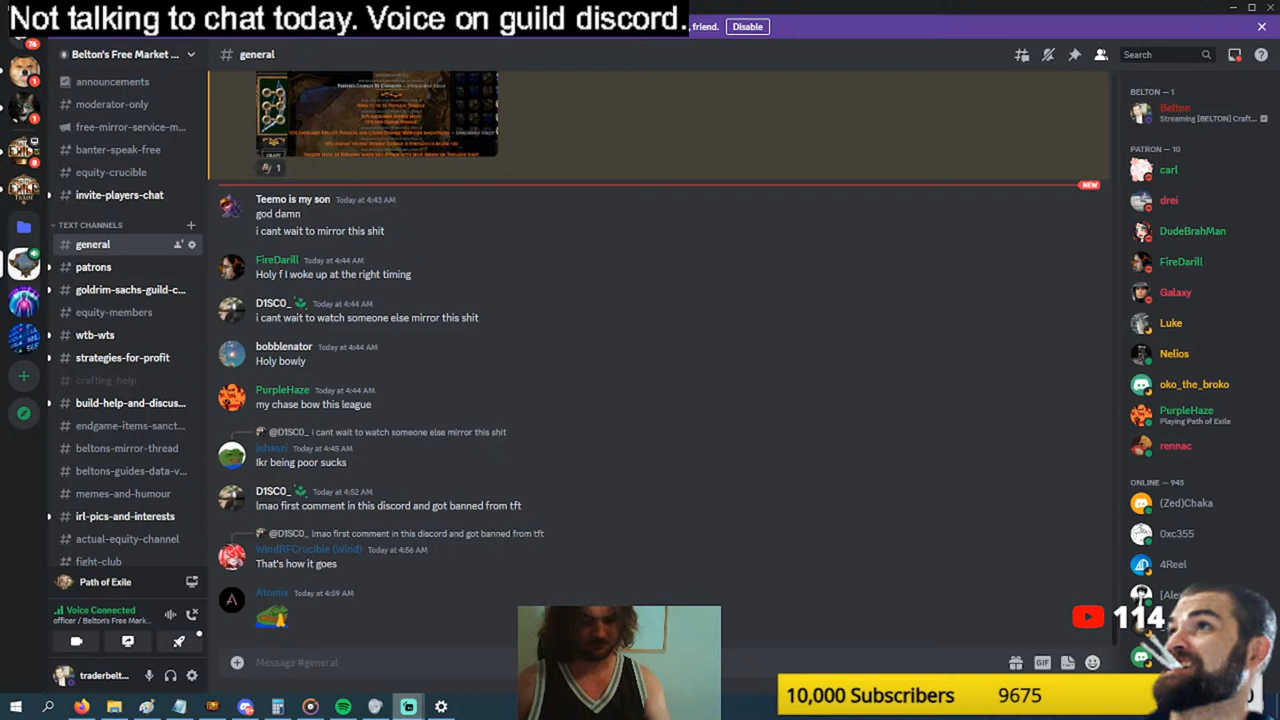 Not talking to chat today. Voice on guild discord.
friend.
Disable
76
1
1
8
Belton's Free Market ...
announcements
moderator-only
free-mirror-service-m...
banter-speak-free
equity-crucible
invite-players-chat
TEXT CHANNELS
general
patrons
goldrim-sachs-guild-c...
equity-members
wtb-wts
strategies-for-profit
crafting-help
build-help-and-discus...
endgame-items-sanct...
beltons-mirror-thread
beltons-guides-data-v...
memes-and-humour
irl-pics-and-interests
actual-equity-channel
fight-club
Path of Exile
Voice Connected
officer / Belton's Free Mark...
traderbelt...
general
Search
1
NEW
Teemo is my son Today at 4:43 AM
god damn
i cant wait to mirror this shit
FireDarill Today at 4:44 AM
Holy f I woke up at the right timing
D1SC0_ Today at 4:44 AM
i cant wait to watch someone else mirror this shit
bobblenator Today at 4:44 AM
Holy bowly
PurpleHaze Today at 4:44 AM
my chase bow this league
@D1SC0_ i cant wait to watch someone else mirror this shit
juhaszi Today at 4:45 AM
Ikr being poor sucks
D1SC0_ Today at 4:52 AM
lmao first comment in this discord and got banned from tft
@D1SC0_ lmao first comment in this discord and got banned from tft
WindRFCrucible (Wind) Today at 4:56 AM
That's how it goes
Atomix Today at 4:59 AM
Message #general
GIF
BELTON — 1
Belton
Streaming [BELTON] Craft...
PATRON — 10
carl
drei
DudeBrahMan
FireDarill
Galaxy
Luke
Nelios
oko_the_broko
PurpleHaze
Playing Path of Exile
rennac
ONLINE — 945
(Zed)Chaka
0xc355
4Reel
114
10,000 Subscribers 9675